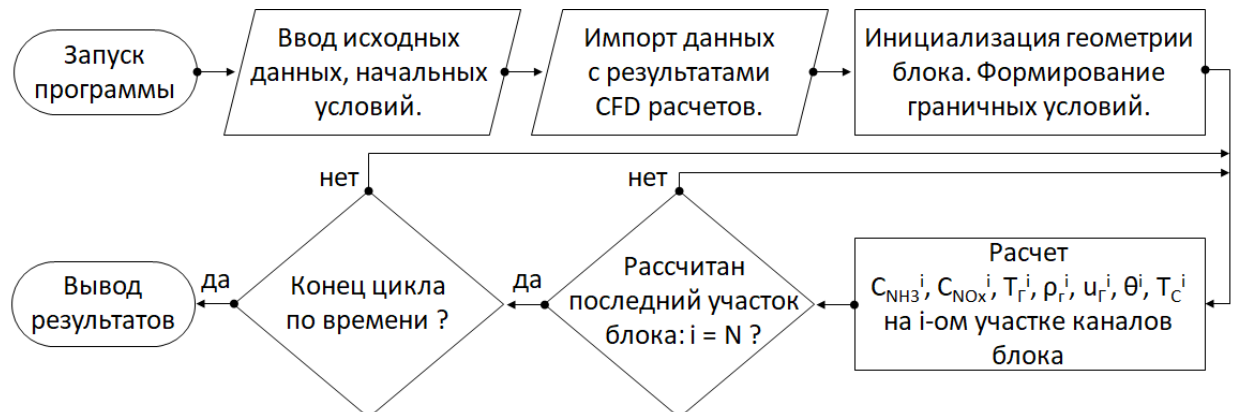 Запуск
программы
Ввод исходных
данных, начальных
условий.
Импорт данных
с результатами
CFD расчетов.
Инициализация геометрии
блока. Формирование
граничных условий.
нет
нет
Вывод
результатов
да
Конец цикла
по времени ?
да
Рассчитан
последний участок
блока: i = N ?
Расчет
C_NH3^i, C_NOx^i, T_Г^i, ρ_г^i, u_Г^i, θ^i, T_C^i
на i-ом участке каналов
блока